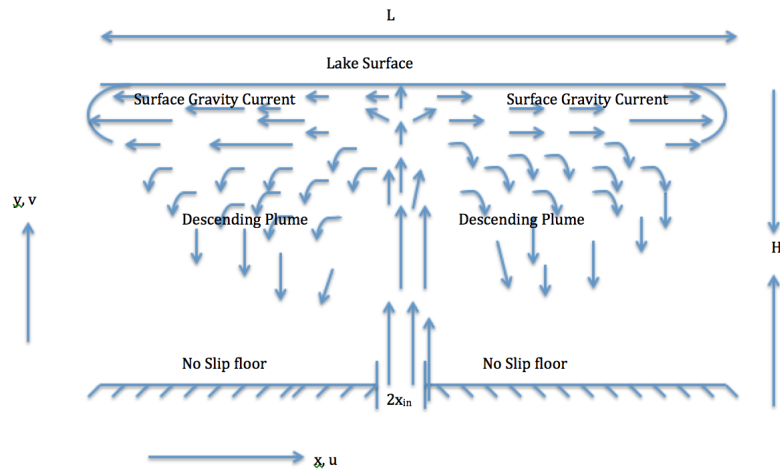 L
Lake Surface
Surface Gravity Current
Surface Gravity Current
y, v
Descending Plume
Descending Plume
H
No Slip floor
No Slip floor
2xin
x, u